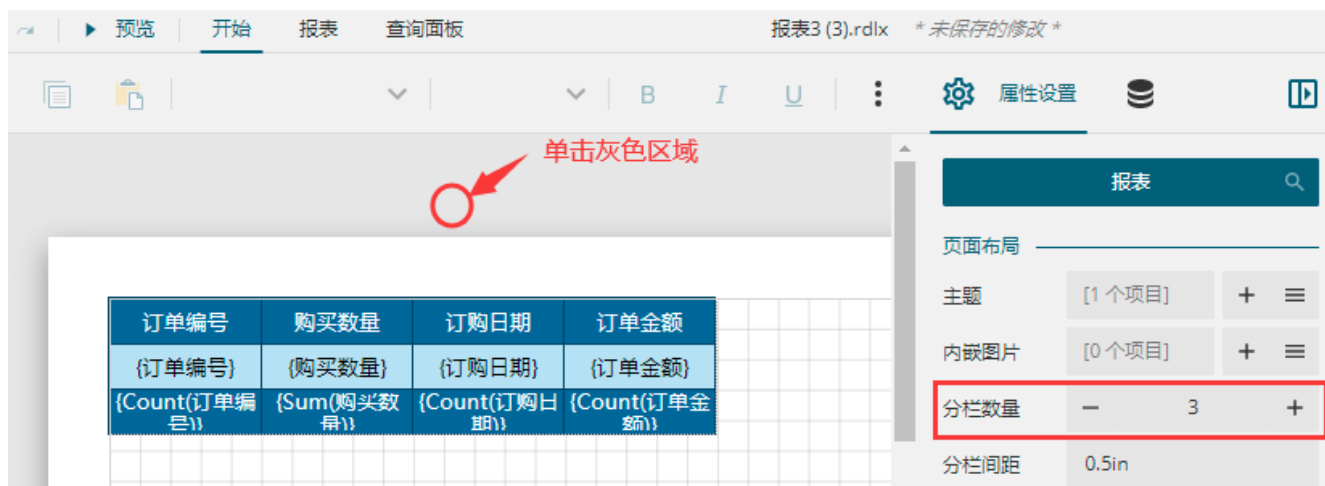 预览 开始 报表 查询面板 报表3 (3).rdlx * 未保存的修改 *
B I U 属性设置
单击灰色区域
报表
页面布局
主题 [1 个项目] + ≡
内嵌图片 [0 个项目] + ≡
分栏数量 − 3 +
分栏间距 0.5in
订单编号 购买数量 订购日期 订单金额
{订单编号} {购买数量} {订购日期} {订单金额}
{Count(订单编 {Sum(购买数 {Count(订购日 {Count(订单金
号)} 量)} 期)} 额)}